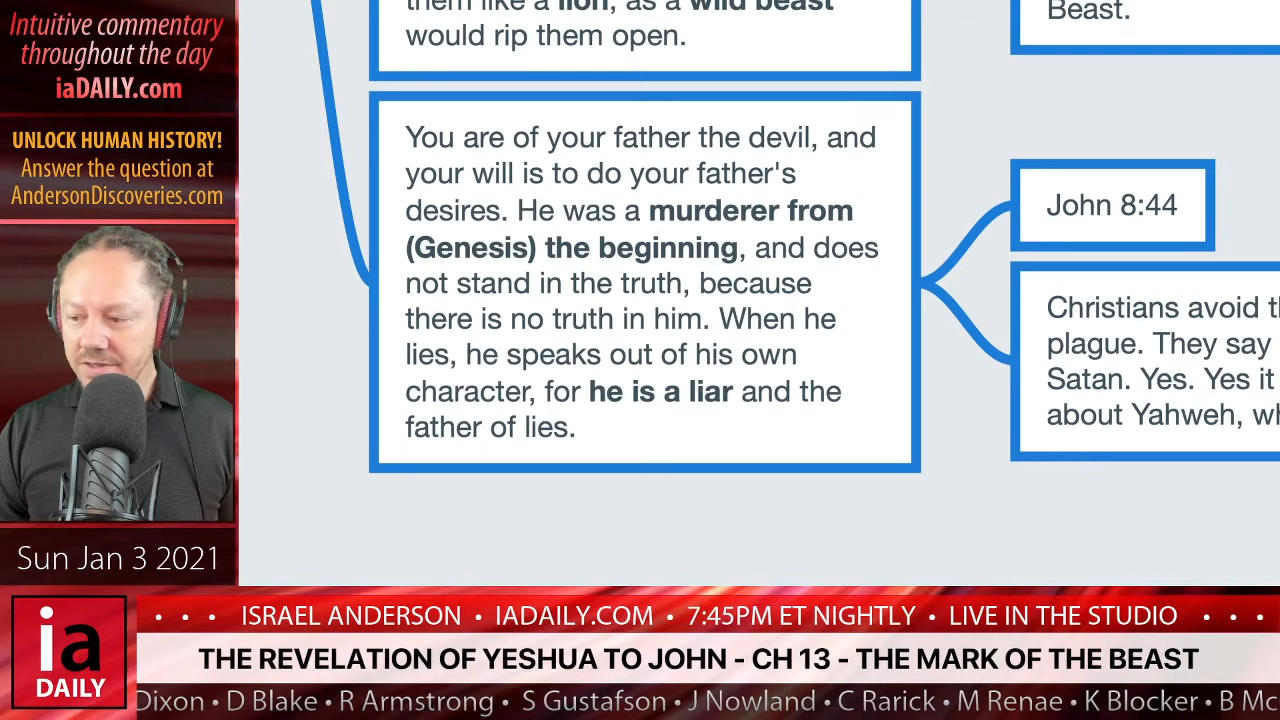 Intuitive commentary
throughout the day
iaDAILY.com
UNLOCK HUMAN HISTORY!
Answer the question at
AndersonDiscoveries.com
Sun Jan 3 2021
them like a lion, as a wild beast
would rip them open.
Beast.
You are of your father the devil, and
your will is to do your father's
desires. He was a murderer from
(Genesis) the beginning, and does
not stand in the truth, because
there is no truth in him. When he
lies, he speaks out of his own
character, for he is a liar and the
father of lies.
John 8:44
Christians avoid
plague. They say
Satan. Yes. Yes it
about Yahweh,
ia
DAILY
• • • ISRAEL ANDERSON • IADAILY.COM • 7:45PM ET NIGHTLY • LIVE IN THE STUDIO • • •
THE REVELATION OF YESHUA TO JOHN - CH 13 - THE MARK OF THE BEAST
Dixon • D Blake • R Armstrong • S Gustafson • J Nowland • C Rarick • M Renae • K Blocker • B